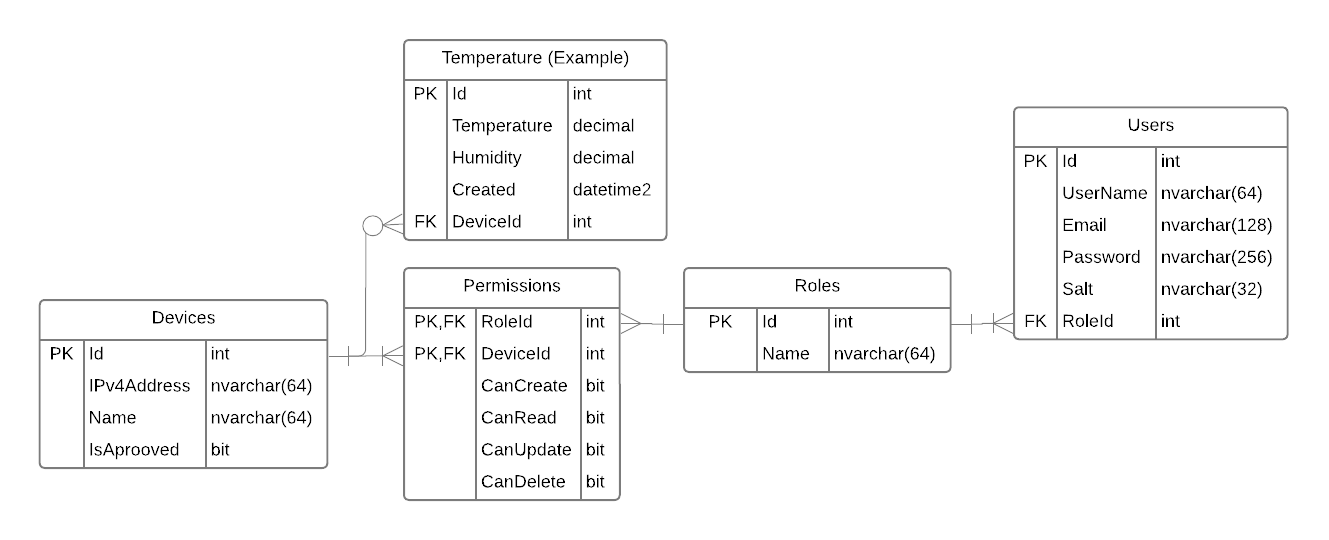 Temperature (Example)
PK Id int
Temperature decimal
Humidity decimal
Created datetime2
FK DeviceId int
Users
PK Id int
UserName nvarchar(64)
Email nvarchar(128)
Password nvarchar(256)
Salt nvarchar(32)
FK RoleId int
Permissions
PK,FK RoleId int
PK,FK DeviceId int
CanCreate bit
CanRead bit
CanUpdate bit
CanDelete bit
Roles
PK Id int
Name nvarchar(64)
Devices
PK Id int
IPv4Address nvarchar(64)
Name nvarchar(64)
IsAprooved bit